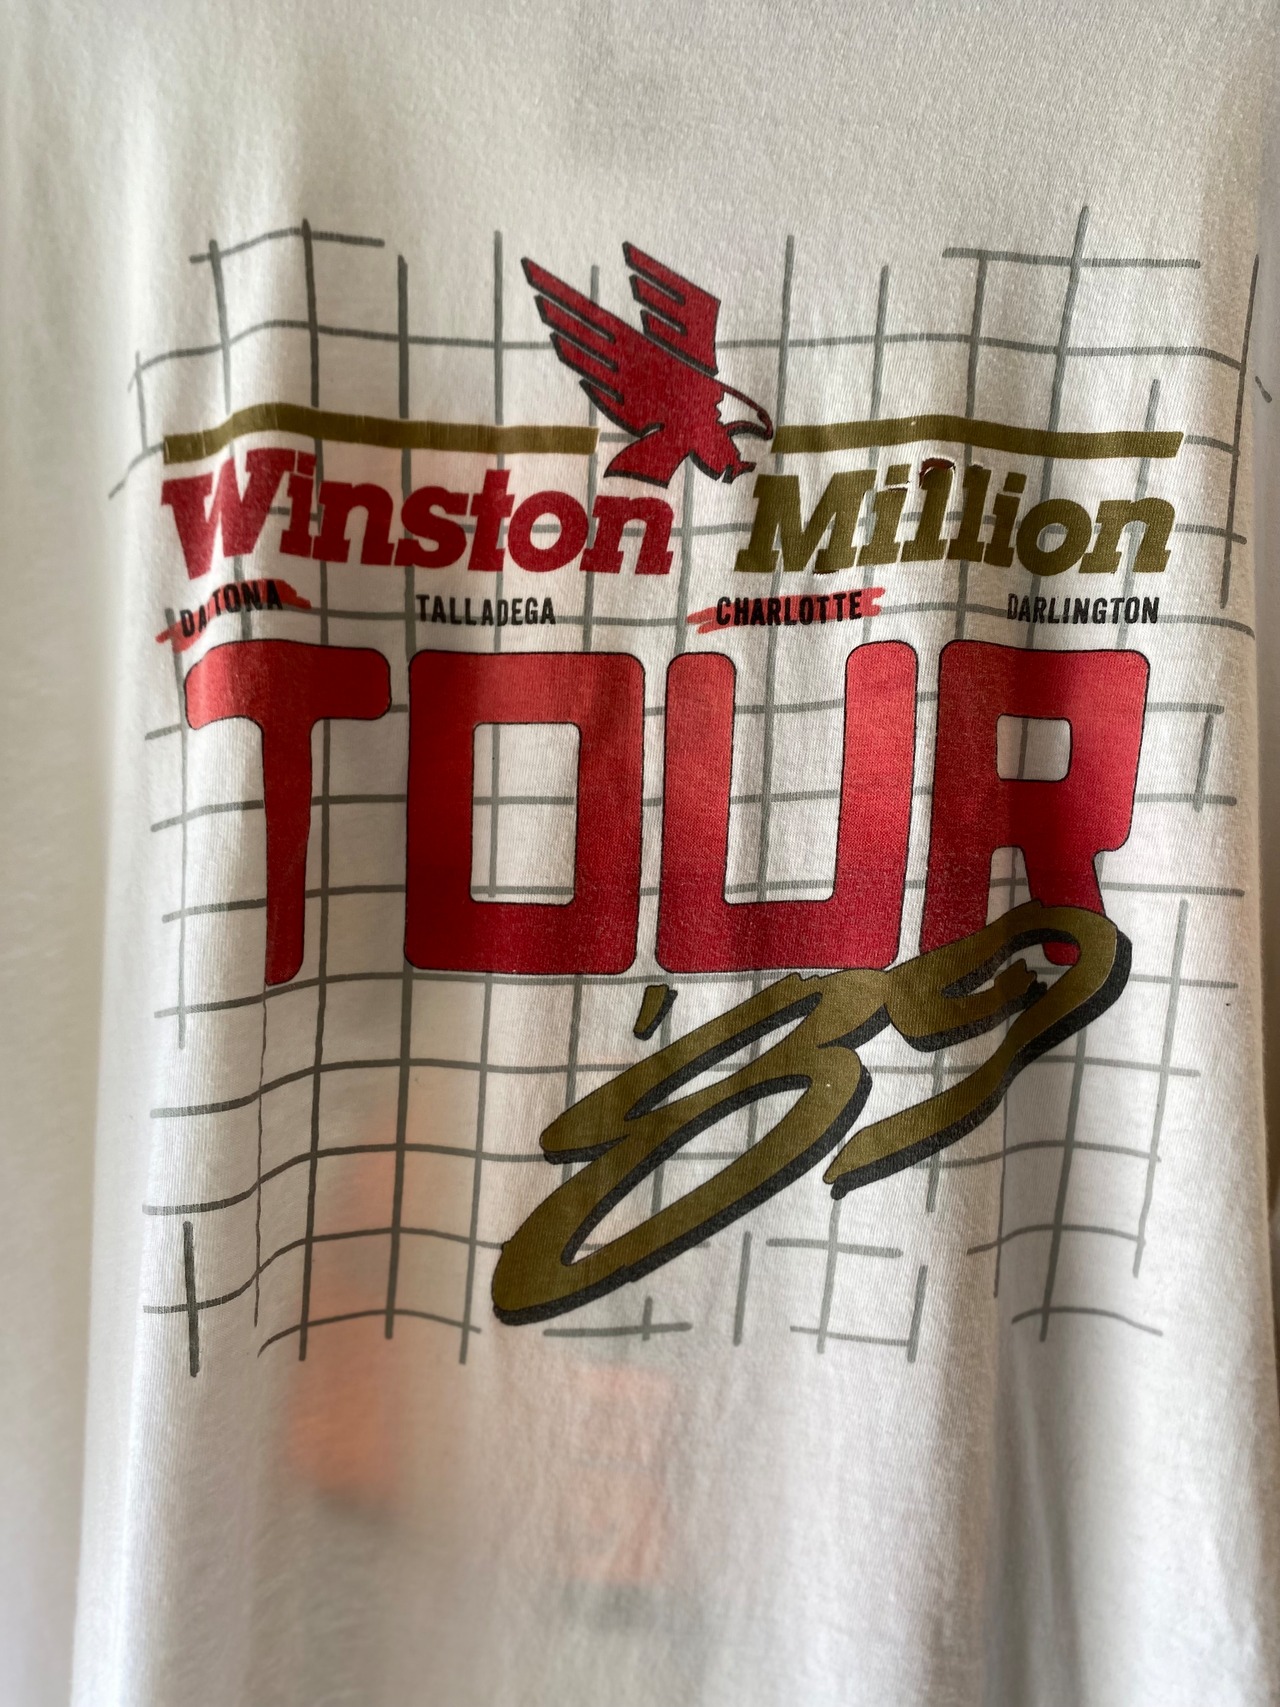 Winston Million
DAYTONA TALLADEGA CHARLOTTE DARLINGTON
TOUR
'89